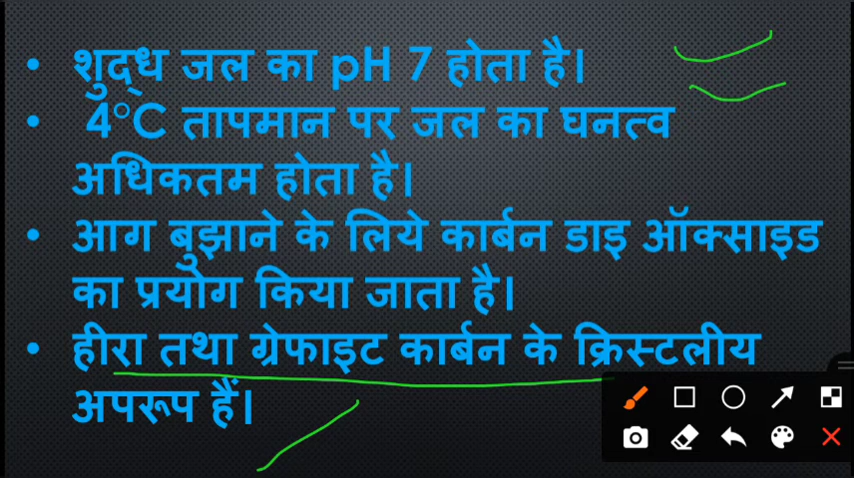 • शुद्ध जल का pH 7 होता है।
• 4°C तापमान पर जल का घनत्व
अधिकतम होता है।
• आग बुझाने के लिये कार्बन डाइ ऑक्साइड
का प्रयोग किया जाता है।
• हीरा तथा ग्रेफाइट कार्बन के क्रिस्टलीय
अपरूप हैं।